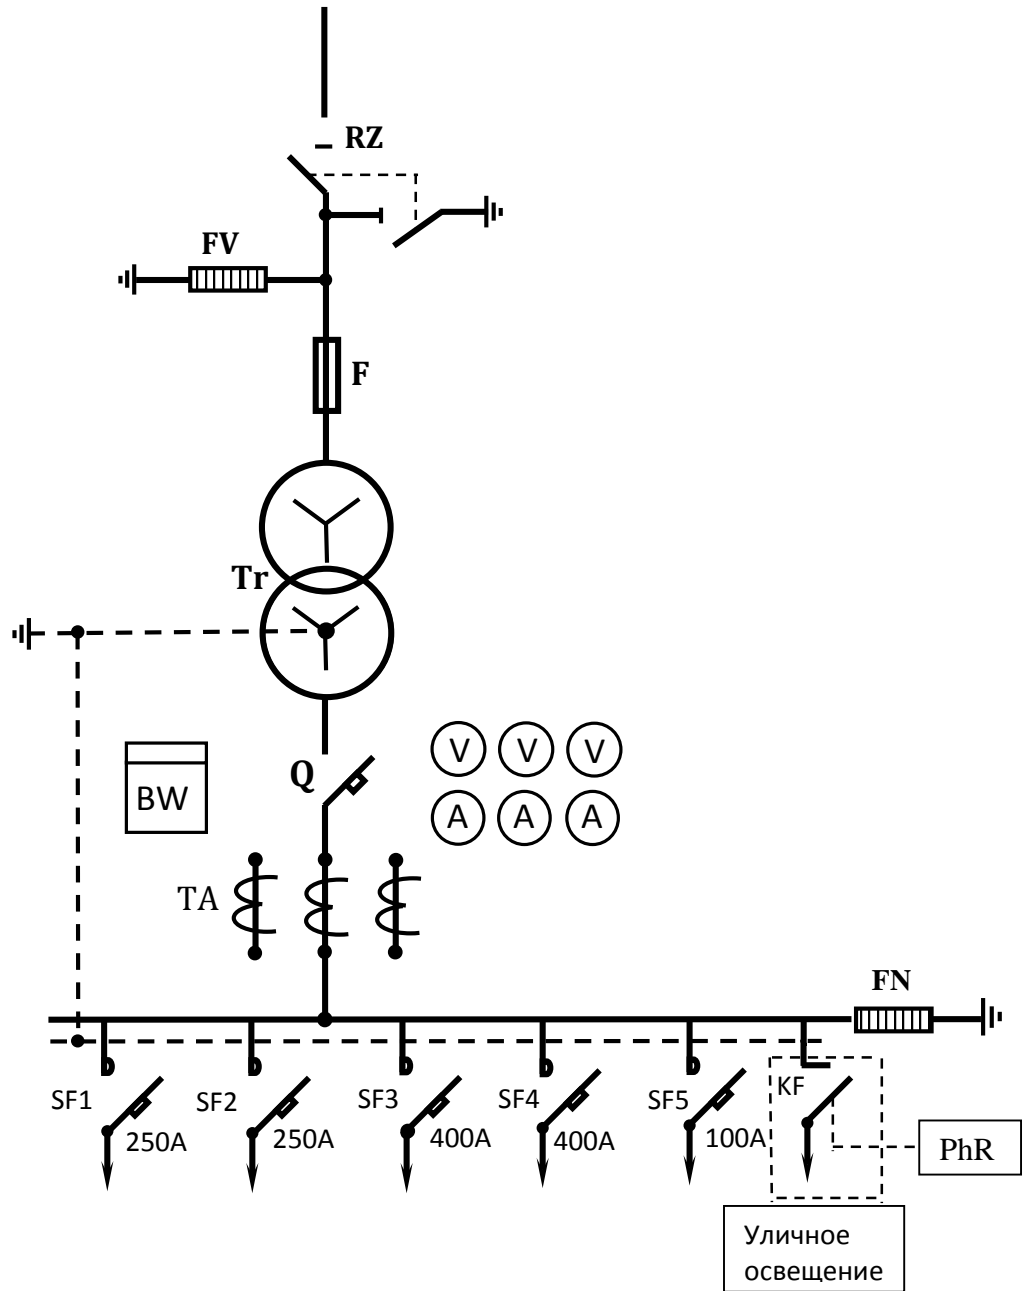 RZ
FV
F
Tr
Q
V V V
BW
A A A
TA
FN
SF1 SF2 SF3 SF4 SF5 KF
250A 250A 400A 400A 100A
PhR
Уличное
освещение